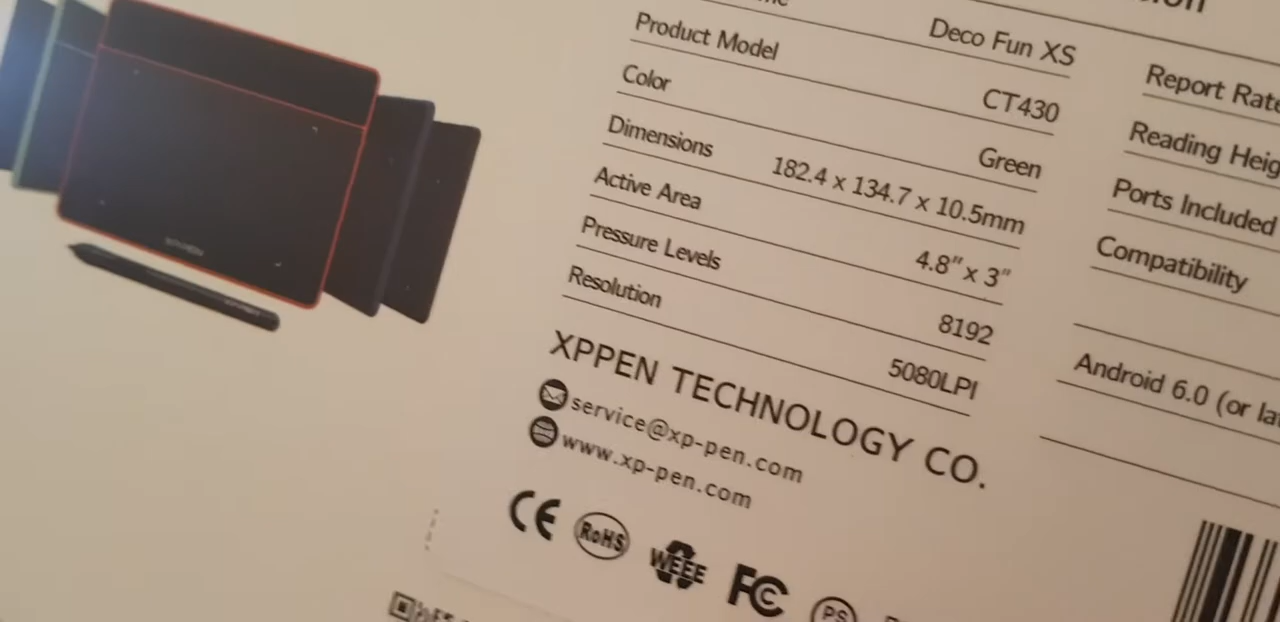 Deco Fun XS
Product Model CT430
Color Green
Dimensions 182.4 x 134.7 x 10.5mm
Active Area 4.8" x 3"
Pressure Levels 8192
Resolution 5080LPI
Report Rate
Reading Heig
Ports Included
Compatibility
Android 6.0 (or la
XPPEN TECHNOLOGY CO.
service@xp-pen.com
www.xp-pen.com
CE RoHS WEEE FC PS